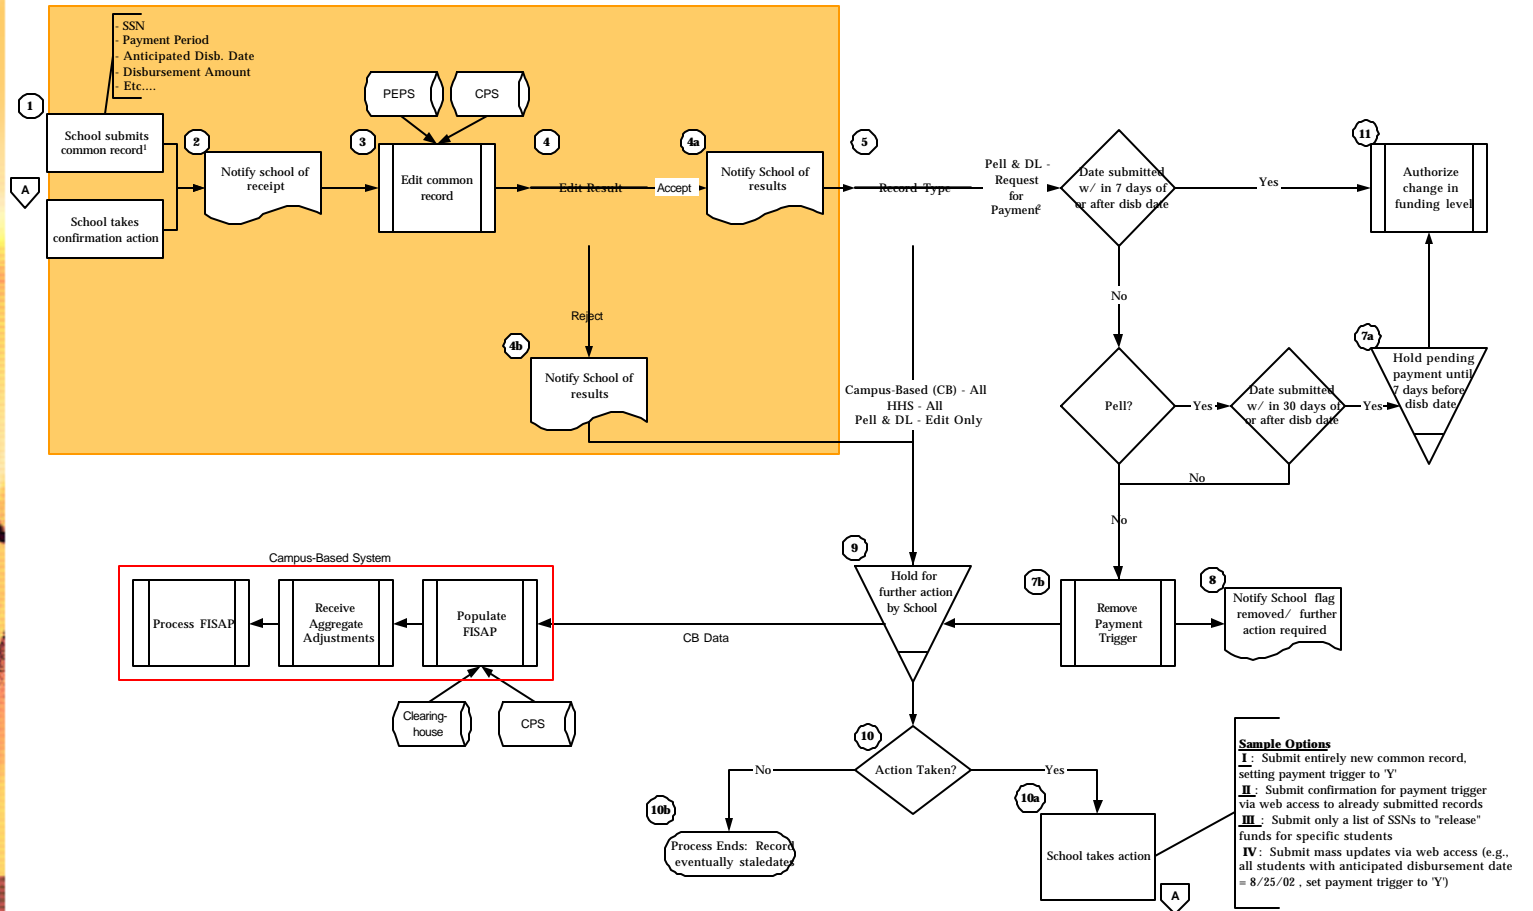 - SSN
- Payment Period
- Anticipated Disb. Date
- Disbursement Amount
- Etc....
1
School submits
common record¹
A
School takes
confirmation action
2
Notify school of
receipt
PEPS
CPS
3
Edit common
record
4
Edit Result
Accept
Reject
4a
Notify School of
results
4b
Notify School of
results
5
Record Type
Pell & DL -
Request
for
Payment²
Campus-Based (CB) - All
HHS - All
Pell & DL - Edit Only
Date submitted
w/ in 7 days of
or after disb date
Yes
No
11
Authorize
change in
funding level
Pell?
Yes
Date submitted
w/ in 30 days of
or after disb date
Yes
7a
Hold pending
payment until
7 days before
disb date
No
No
7b
Remove
Payment
Trigger
8
Notify School flag
removed/ further
action required
9
Hold for
further action
by School
CB Data
Campus-Based System
Process FISAP
Receive
Aggregate
Adjustments
Populate
FISAP
Clearing-
house
CPS
10
Action Taken?
No
Yes
10b
Process Ends: Record
eventually staledates
10a
School takes action
A
Sample Options
I : Submit entirely new common record,
setting payment trigger to 'Y'
II : Submit confirmation for payment trigger
via web access to already submitted records
III : Submit only a list of SSNs to "release"
funds for specific students
IV : Submit mass updates via web access (e.g.,
all students with anticipated disbursement date
= 8/25/02 , set payment trigger to 'Y')